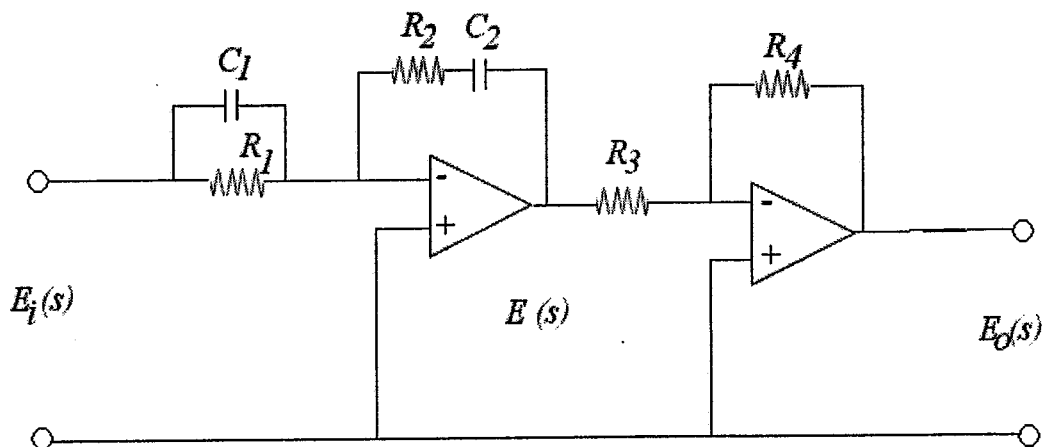 R2 C2
R4
C1
R1
R3
-
+
-
+
Ei(s)
E(s)
Eo(s)